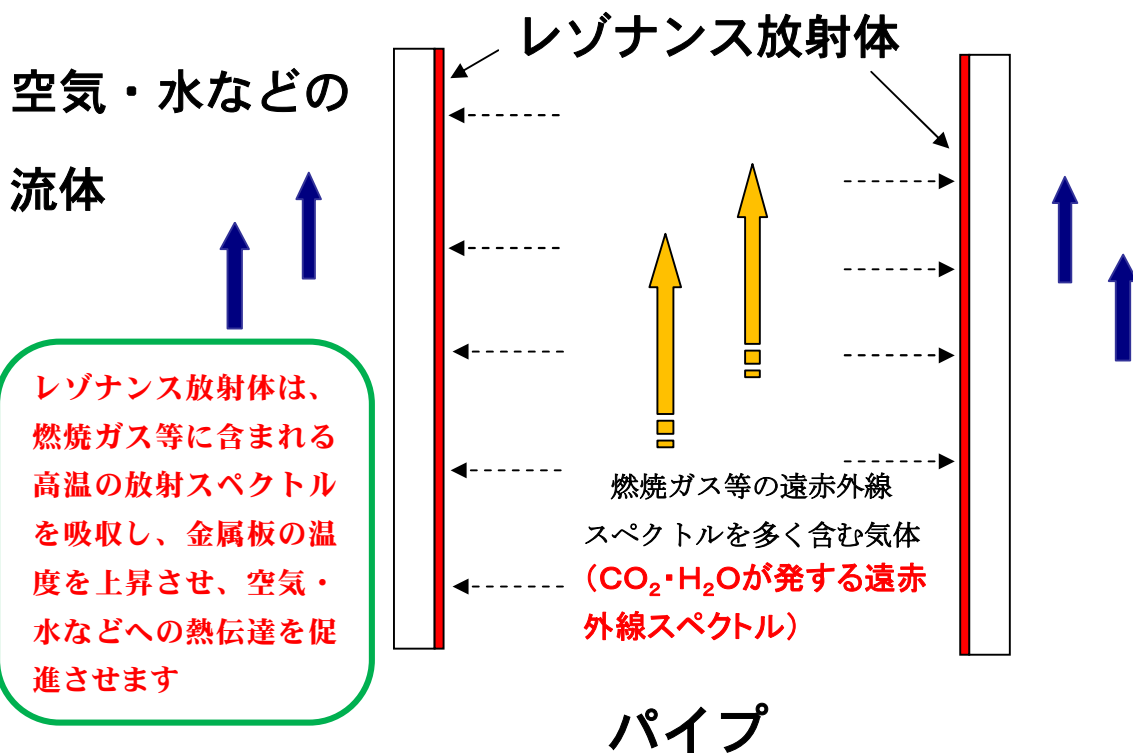 レゾナンス放射体
空気・水などの
流体
レゾナンス放射体は、
燃焼ガス等に含まれる
高温の放射スペクトル
を吸収し、金属板の温
度を上昇させ、空気・
水などへの熱伝達を促
進させます
燃焼ガス等の遠赤外線
スペクトルを多く含む気体
（CO₂・H₂Oが発する遠赤
外線スペクトル）
パイプ